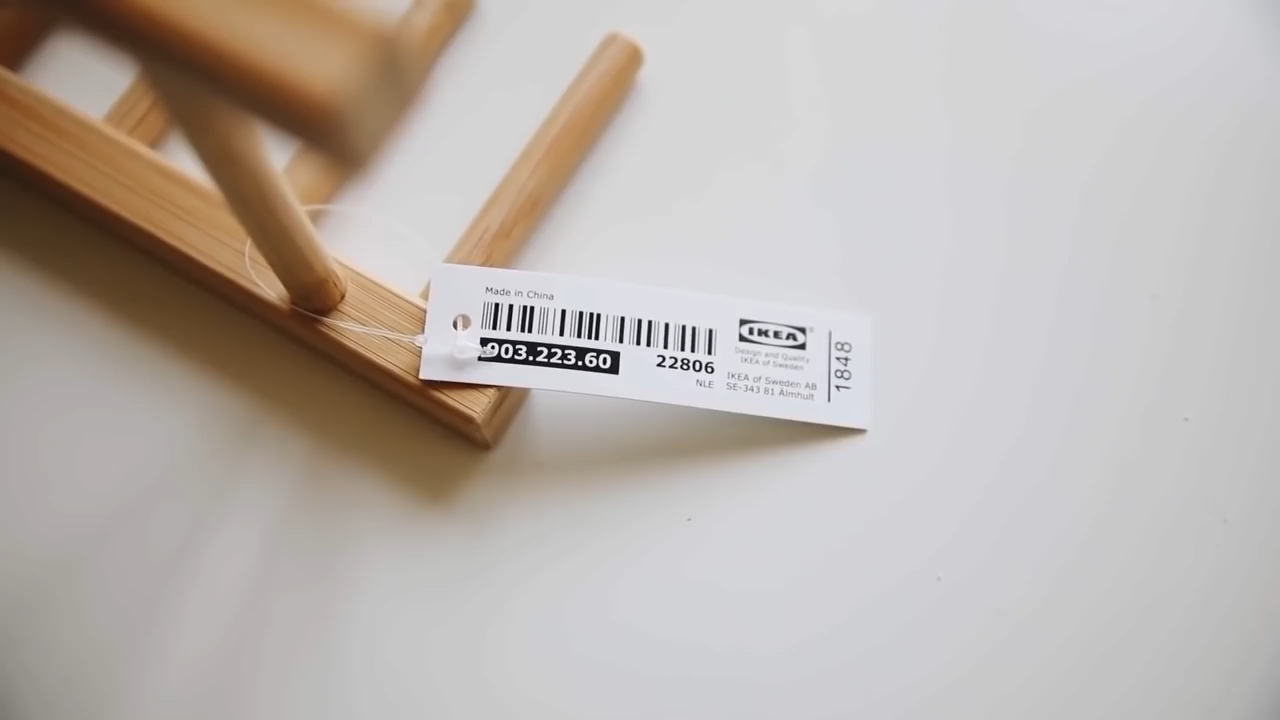 Made in China
903.223.60
22806
NLE
IKEA
®
Design and Quality
IKEA of Sweden
IKEA of Sweden AB
SE-343 81 Älmhult
1848